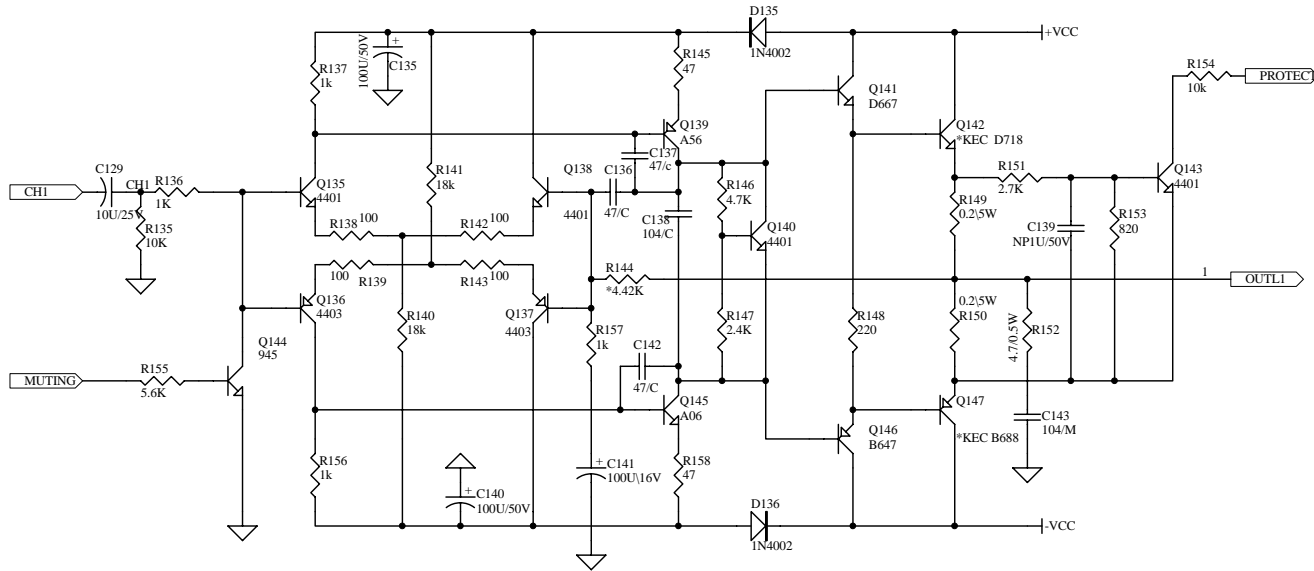 D135
1N4002
+VCC
100U/50V
+
C135
R137
1k
R145
47
R154
10k
PROTECT
Q141
D667
Q139
A56
Q142
*KEC D718
C137
47/c
R141
18k
Q138
4401
C136
47/C
R151
2.7K
Q143
4401
C129
10U/25V
CH1
CH1
R136
1K
Q135
4401
R135
10K
R146
4.7K
C138
104/C
R149
0.2\5W
C139
NP1U/50V
R153
820
R138
100
R142
100
Q140
4401
100
R139
R143
100
R144
*4.42K
1
OUTL1
Q136
4403
Q137
4403
R140
18k
R157
1k
R147
2.4K
R148
220
0.2\5W
R150
4.7/0.5W
R152
Q144
945
C142
47/C
MUTING
R155
5.6K
Q145
A06
Q147
*KEC B688
C143
104/M
Q146
B647
R156
1k
+
C140
100U/50V
+
C141
100U\16V
R158
47
D136
1N4002
-VCC